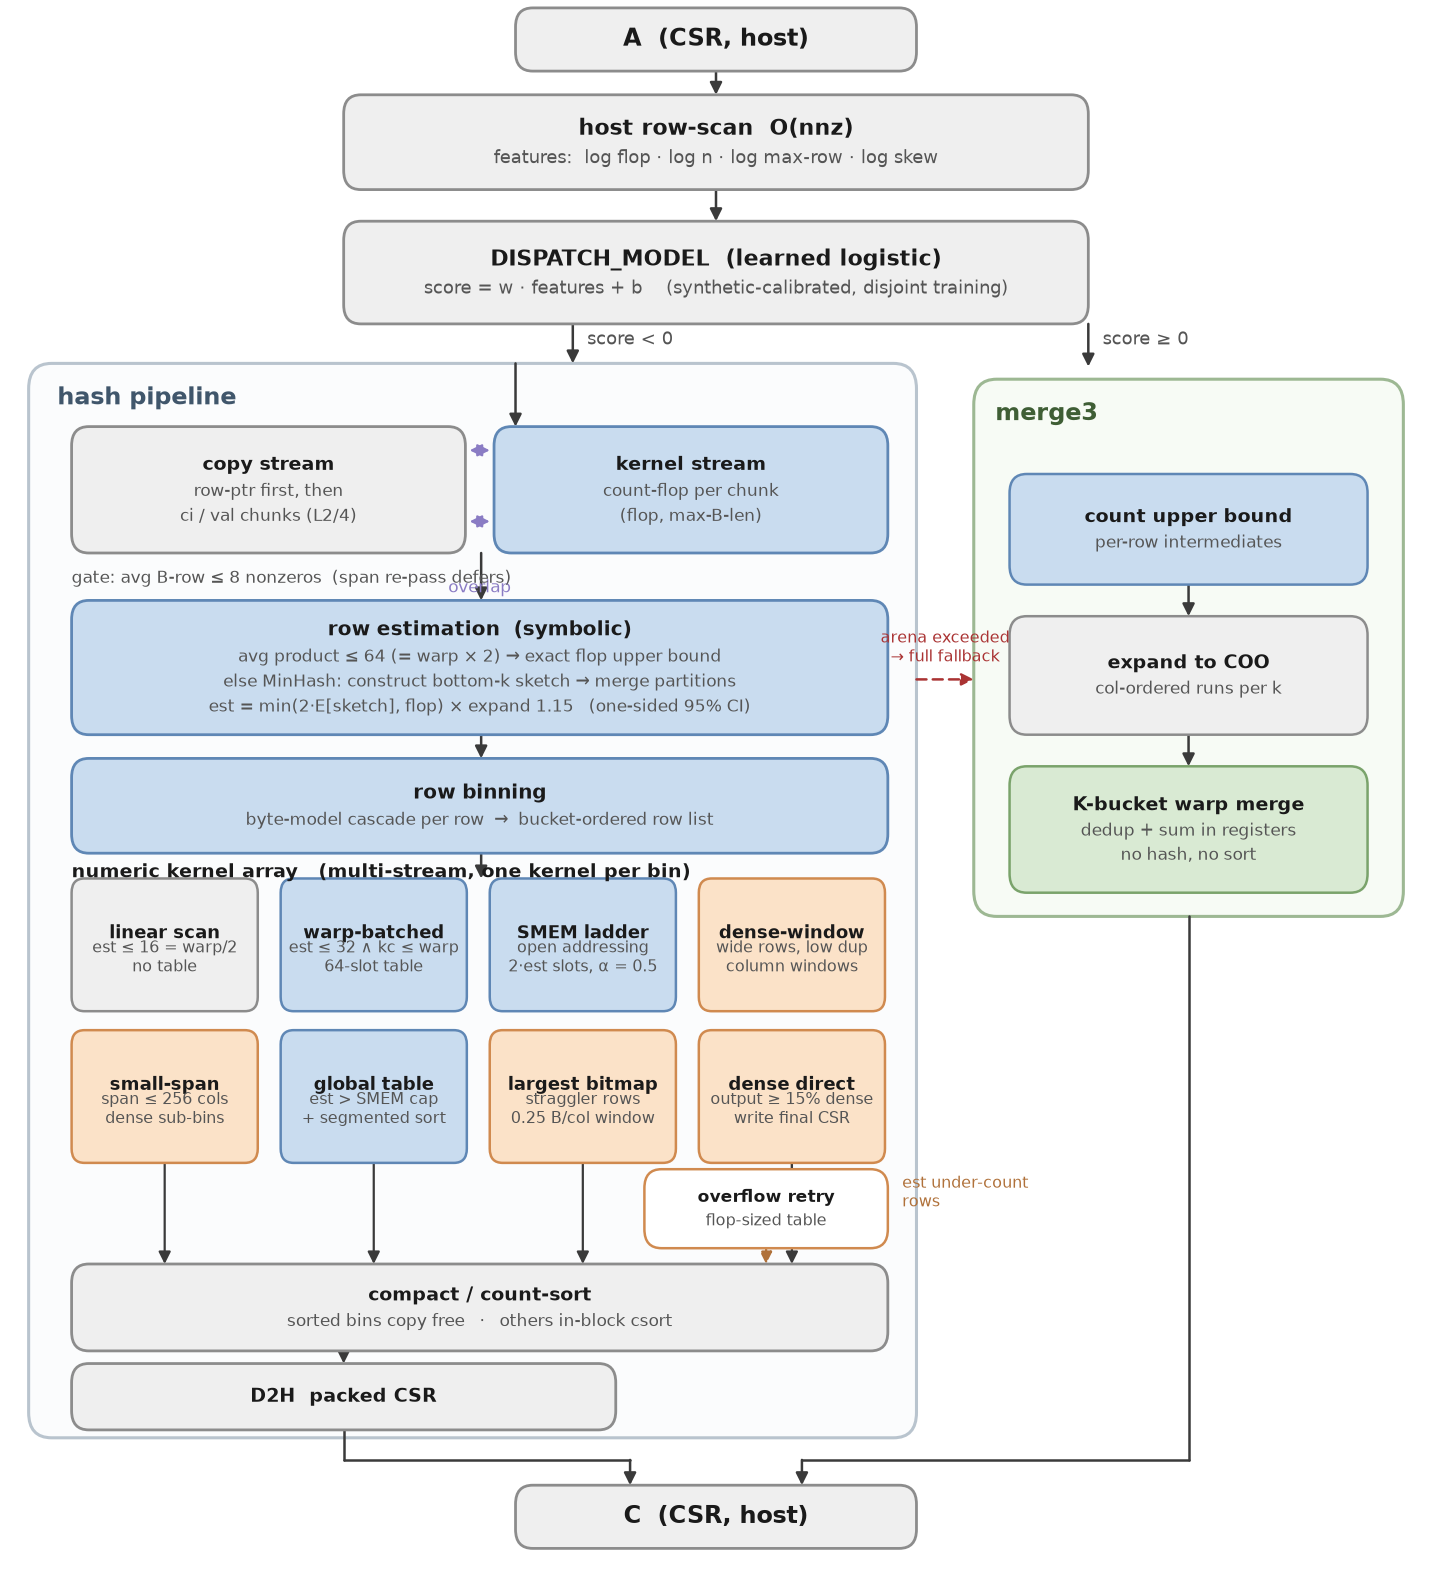 A  (CSR, host)
host row-scan  O(nnz)
features:  log flop · log n · log max-row · log skew
DISPATCH_MODEL  (learned logistic)
score = w · features + b    (synthetic-calibrated, disjoint training)
score < 0
score ≥ 0
hash pipeline
copy stream
row-ptr first, then
ci / val chunks (L2/4)
kernel stream
count-flop per chunk
(flop, max-B-len)
gate: avg B-row ≤ 8 nonzeros  (span re-pass defers)
overlap
row estimation  (symbolic)
avg product ≤ 64 (= warp × 2) → exact flop upper bound
else MinHash: construct bottom-k sketch → merge partitions
est = min(2·E[sketch], flop) × expand 1.15   (one-sided 95% CI)
arena exceeded
→ full fallback
row binning
byte-model cascade per row  →  bucket-ordered row list
numeric kernel array   (multi-stream, one kernel per bin)
linear scan
est ≤ 16 = warp/2
no table
warp-batched
est ≤ 32 ∧ kc ≤ warp
64-slot table
SMEM ladder
open addressing
2·est slots, α = 0.5
dense-window
wide rows, low dup
column windows
small-span
span ≤ 256 cols
dense sub-bins
global table
est > SMEM cap
+ segmented sort
largest bitmap
straggler rows
0.25 B/col window
dense direct
output ≥ 15% dense
write final CSR
overflow retry
flop-sized table
est under-count
rows
compact / count-sort
sorted bins copy free   ·   others in-block csort
D2H  packed CSR
merge3
count upper bound
per-row intermediates
expand to COO
col-ordered runs per k
K-bucket warp merge
dedup + sum in registers
no hash, no sort
C  (CSR, host)